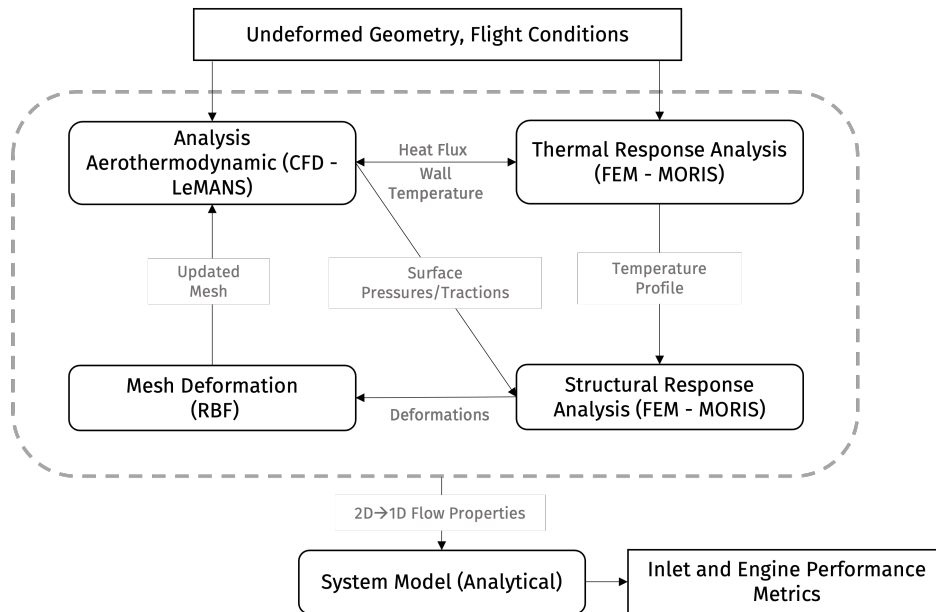 Undeformed Geometry, Flight Conditions
Analysis
Aerothermodynamic (CFD -
LeMANS)
Heat Flux
Wall
Temperature
Thermal Response Analysis
(FEM - MORIS)
Updated
Mesh
Surface
Pressures/Tractions
Temperature
Profile
Mesh Deformation
(RBF)
Deformations
Structural Response
Analysis (FEM - MORIS)
2D→1D Flow Properties
System Model (Analytical)
Inlet and Engine Performance
Metrics